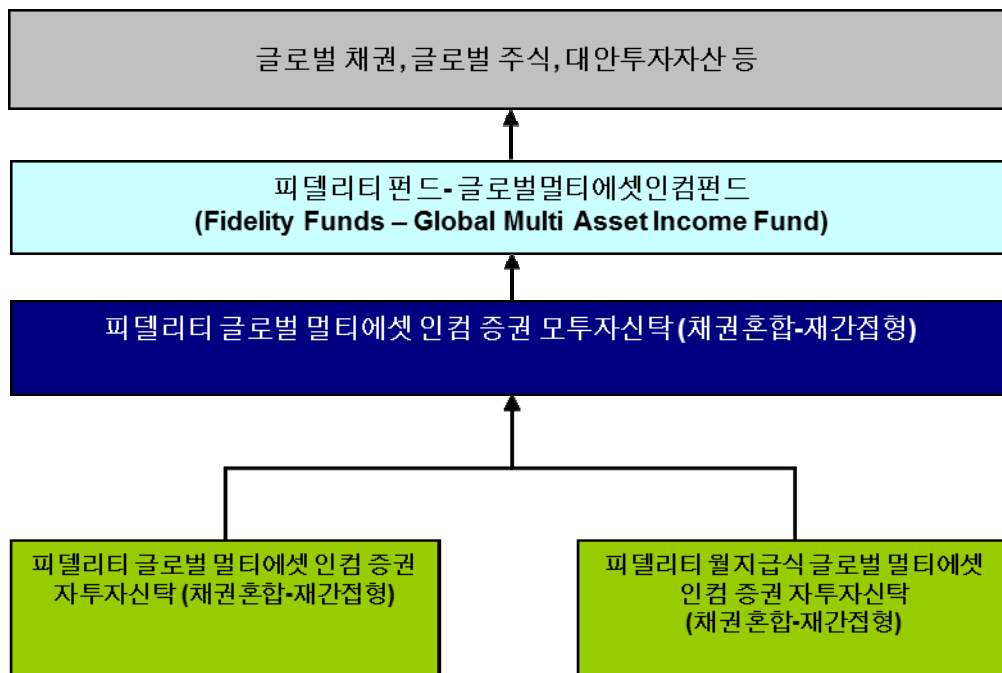 글로벌 채권, 글로벌 주식, 대안투자자산 등
피델리티 펀드- 글로벌멀티에셋인컴펀드
(Fidelity Funds – Global Multi Asset Income Fund)
피델리티 글로벌 멀티에셋 인컴 증권 모투자신탁 (채권혼합-재간접형)
피델리티 글로벌 멀티에셋 인컴 증권
자투자신탁 (채권혼합-재간접형)
피델리티 월지급식 글로벌 멀티에셋
인컴 증권 자투자신탁
(채권혼합-재간접형)